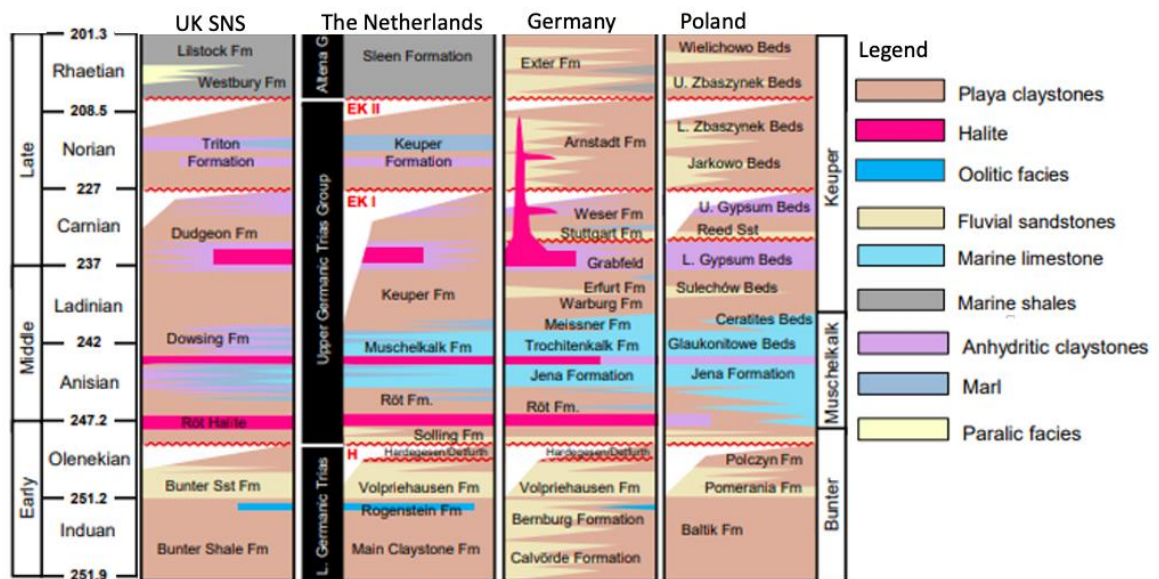 UK SNS
The Netherlands
Germany
Poland
Legend
201.3
Rhaetian
208.5
Norian
227
Carnian
237
Ladinian
242
Anisian
247.2
Olenekian
251.2
Induan
251.9
Late
Middle
Early
Lilstock Fm
Westbury Fm
Triton
Formation
Dudgeon Fm
Dowsing Fm
Röt Halite
Bunter Sst Fm
Bunter Shale Fm
Altena G
Upper Germanic Trias Group
L. Germanic Trias
Sleen Formation
EK II
Keuper
Formation
EK I
Keuper Fm
Muschelkalk Fm
Röt Fm.
Solling Fm
H
Hardegesen/Detfurth
Volpriehausen Fm
Rogenstein Fm
Main Claystone Fm
Exter Fm
Arnstadt Fm
Weser Fm
Stuttgart Fm
Grabfeld
Erfurt Fm
Warburg Fm
Meissner Fm
Trochitenkalk Fm
Jena Formation
Röt Fm.
Hardegesen/Detfurth
Volpriehausen Fm
Bernburg Formation
Calvörde Formation
Wielichowo Beds
U. Zbaszynek Beds
L. Zbaszynek Beds
Jarkowo Beds
U. Gypsum Beds
Reed Sst
L. Gypsum Beds
Sulechów Beds
Ceratites Beds
Glaukonitowe Beds
Jena Formation
Polczyn Fm
Pomerania Fm
Baltik Fm
Keuper
Muschelkalk
Bunter
Playa claystones
Halite
Oolitic facies
Fluvial sandstones
Marine limestone
Marine shales
Anhydritic claystones
Marl
Paralic facies